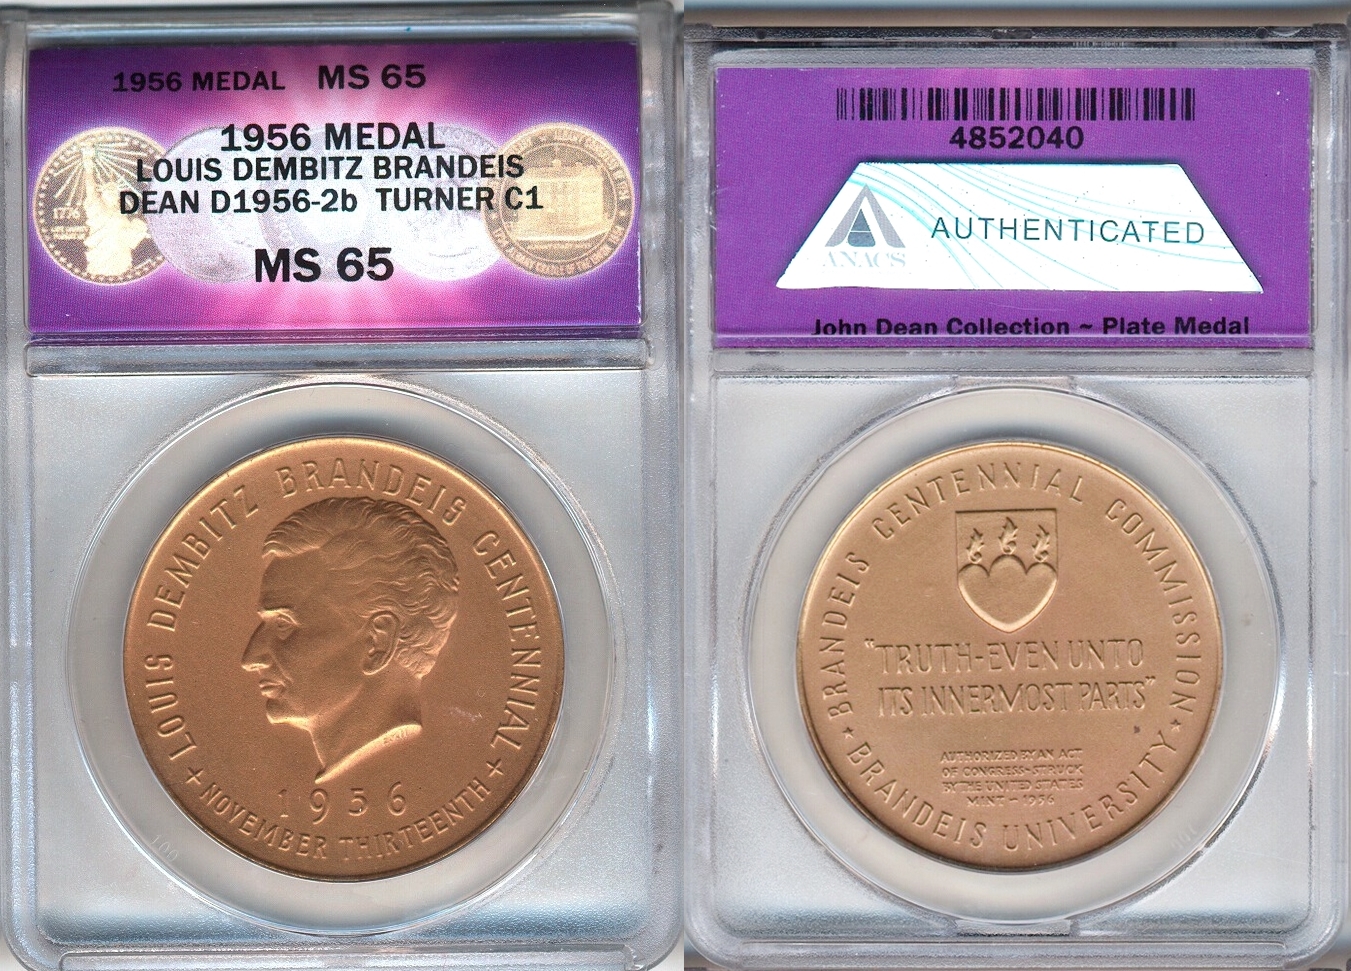 1956 MEDAL MS 65
1956 MEDAL
LOUIS DEMBITZ BRANDEIS
DEAN D1956-2b TURNER C1
MS 65
1776
LOUIS DEMBITZ BRANDEIS CENTENNIAL
1956
+ NOVEMBER THIRTEENTH +
4852040
ANACS
AUTHENTICATED
John Dean Collection ~ Plate Medal
BRANDEIS CENTENNIAL COMMISSION
"TRUTH-EVEN UNTO
ITS INNERMOST PARTS"
AUTHORIZED BY AN ACT
OF CONGRESS-STRUCK
BY THE UNITED STATES
MINT - 1956
★ BRANDEIS UNIVERSITY ★